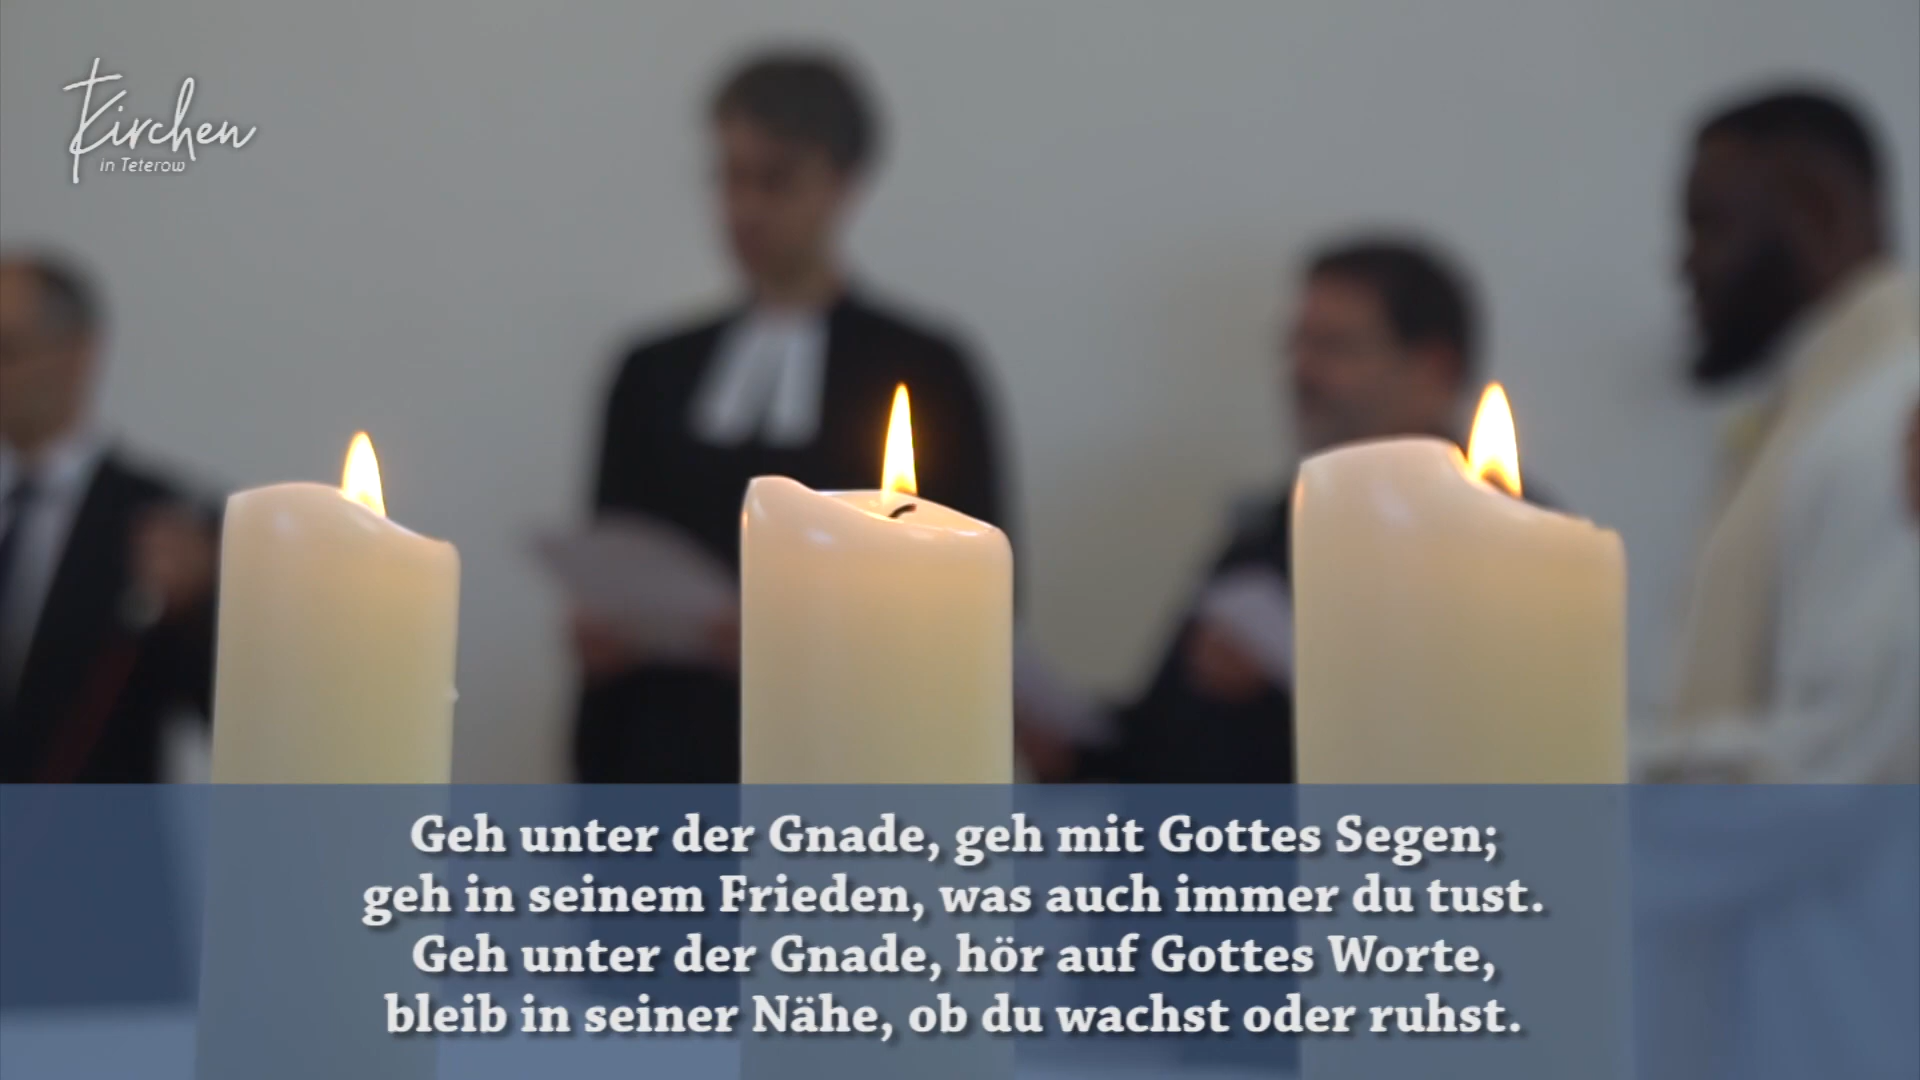 Kirchen
in Teterow
Geh unter der Gnade, geh mit Gottes Segen;
geh in seinem Frieden, was auch immer du tust.
Geh unter der Gnade, hör auf Gottes Worte,
bleib in seiner Nähe, ob du wachst oder ruhst.